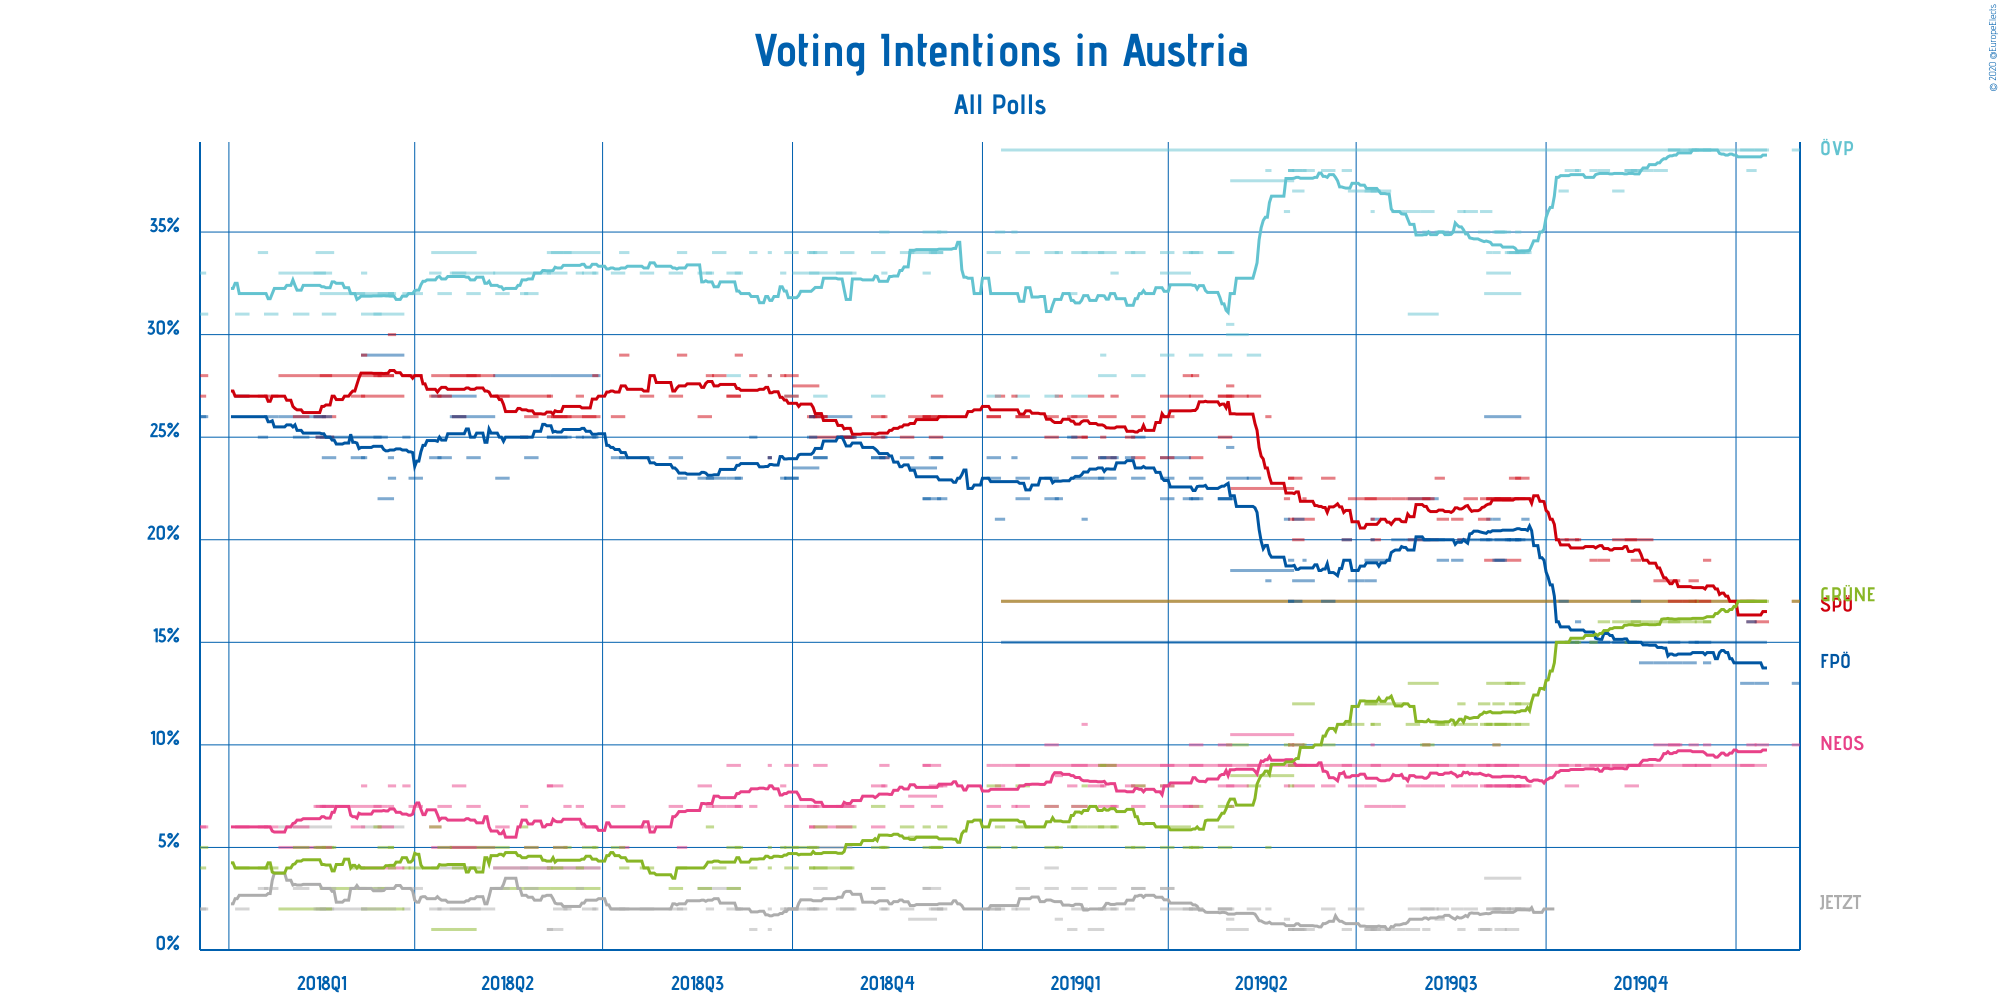 Voting Intentions in Austria
All Polls
© 2020 @EuropeElects
ÖVP
35%
30%
25%
20%
GRÜNE
SPÖ
15%
FPÖ
10%
NEOS
5%
JETZT
0%
2018Q1 2018Q2 2018Q3 2018Q4 2019Q1 2019Q2 2019Q3 2019Q4